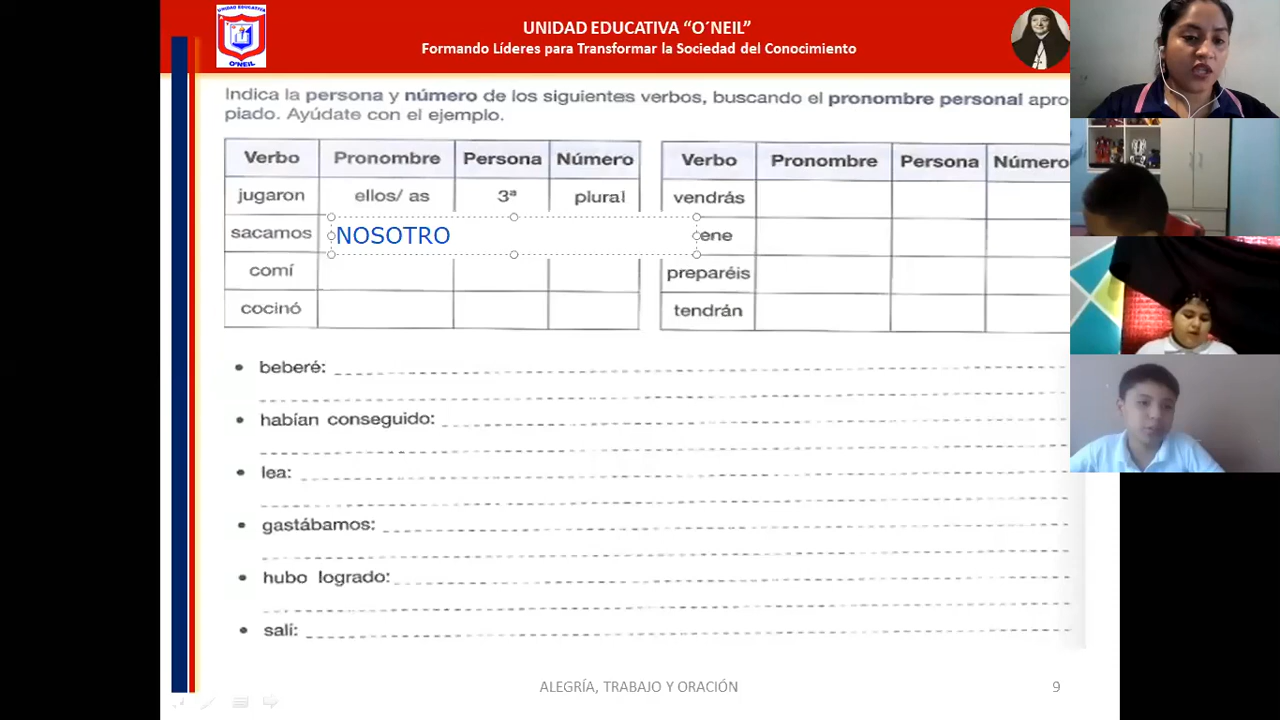 UNIDAD EDUCATIVA
O´NEIL
UNIDAD EDUCATIVA “O´NEIL”
Formando Líderes para Transformar la Sociedad del Conocimiento
Indica la persona y número de los siguientes verbos, buscando el pronombre personal apro
piado. Ayúdate con el ejemplo.
Verbo Pronombre Persona Número Verbo Pronombre Persona Número
jugaron ellos/ as 3ª plural vendrás
sacamos NOSOTRO ene
comí preparéis
cocinó tendrán
• beberé:
• habían conseguido:
• lea:
• gastábamos:
• hubo logrado:
• salí:
ALEGRÍA, TRABAJO Y ORACIÓN 9